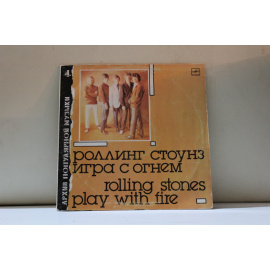 4
АРХИВ ПОПУЛЯРНОЙ МУЗЫКИ
РОЛЛИНГ СТОУНЗ
ИГРА С ОГНЕМ
rolling stones
play with fire